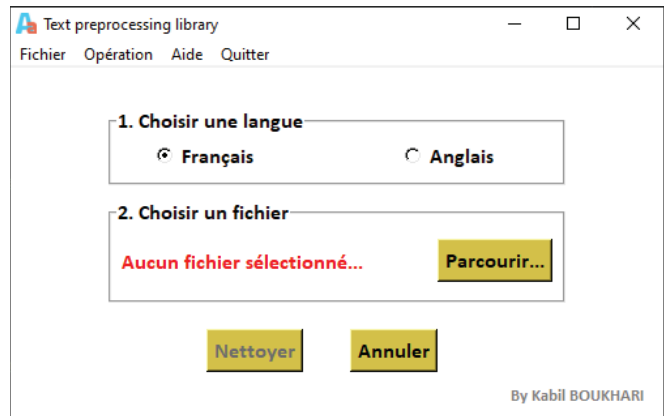 Text preprocessing library
Fichier Opération Aide Quitter
1. Choisir une langue
Français Anglais
2. Choisir un fichier
Aucun fichier sélectionné... Parcourir...
Nettoyer Annuler
By Kabil BOUKHARI